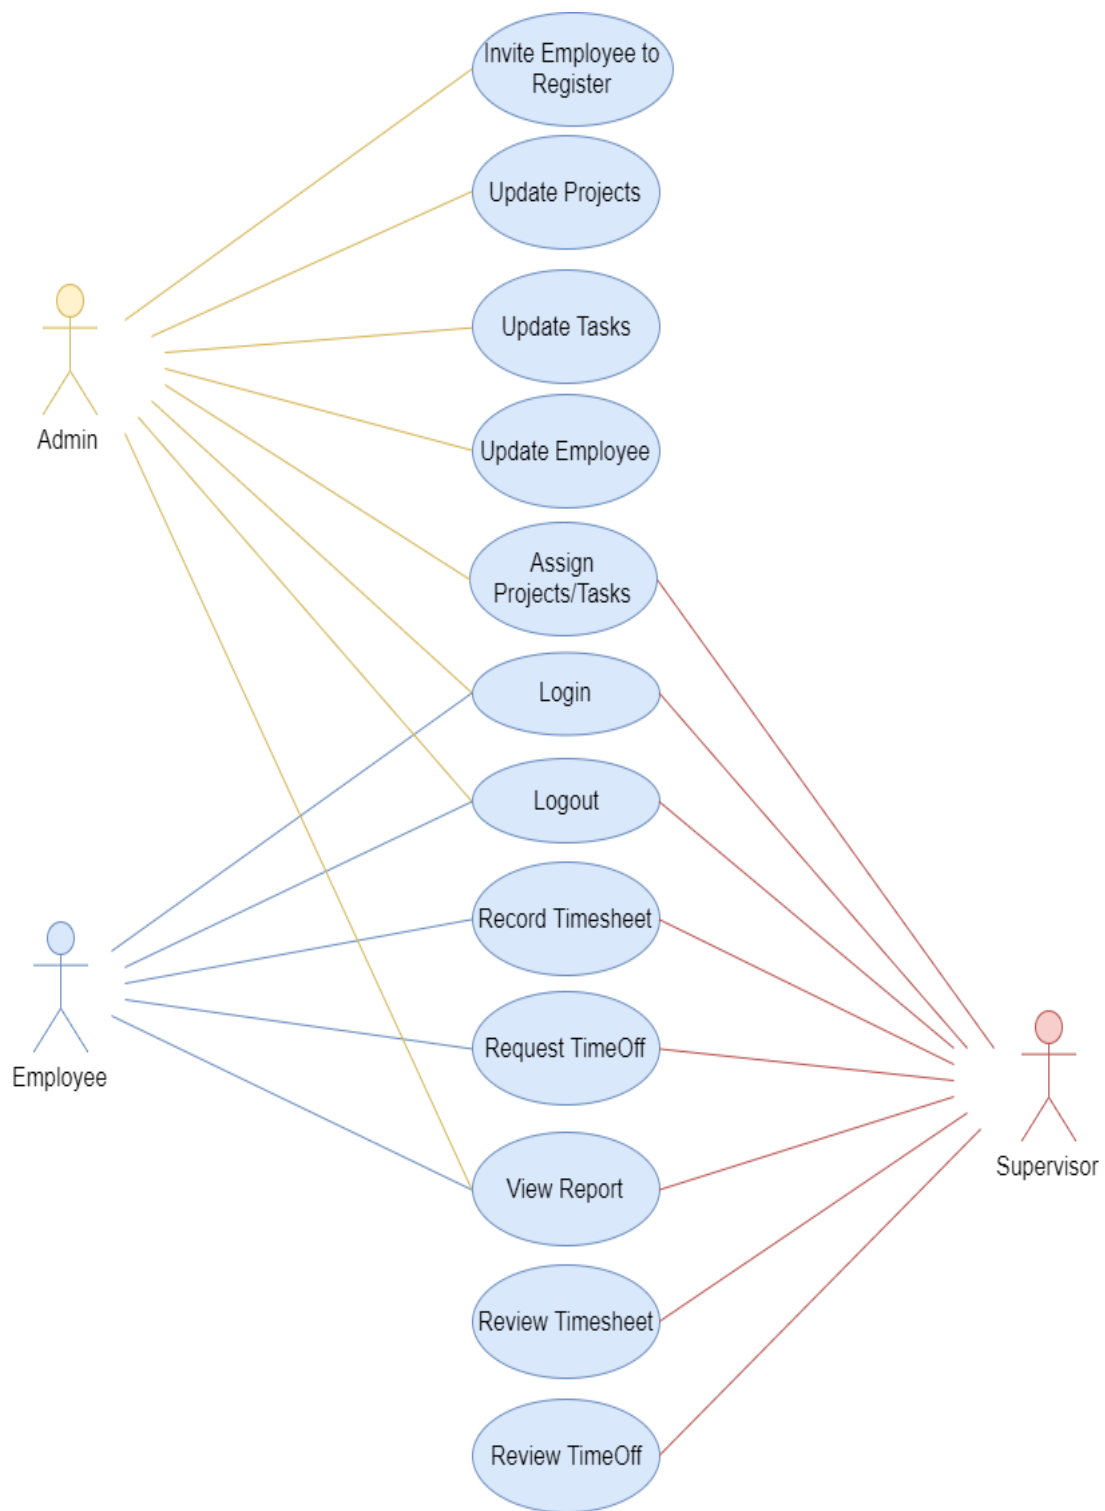 Invite Employee to
Register
Update Projects
Update Tasks
Admin
Update Employee
Assign
Projects/Tasks
Login
Logout
Record Timesheet
Request TimeOff
Employee
Supervisor
View Report
Review Timesheet
Review TimeOff